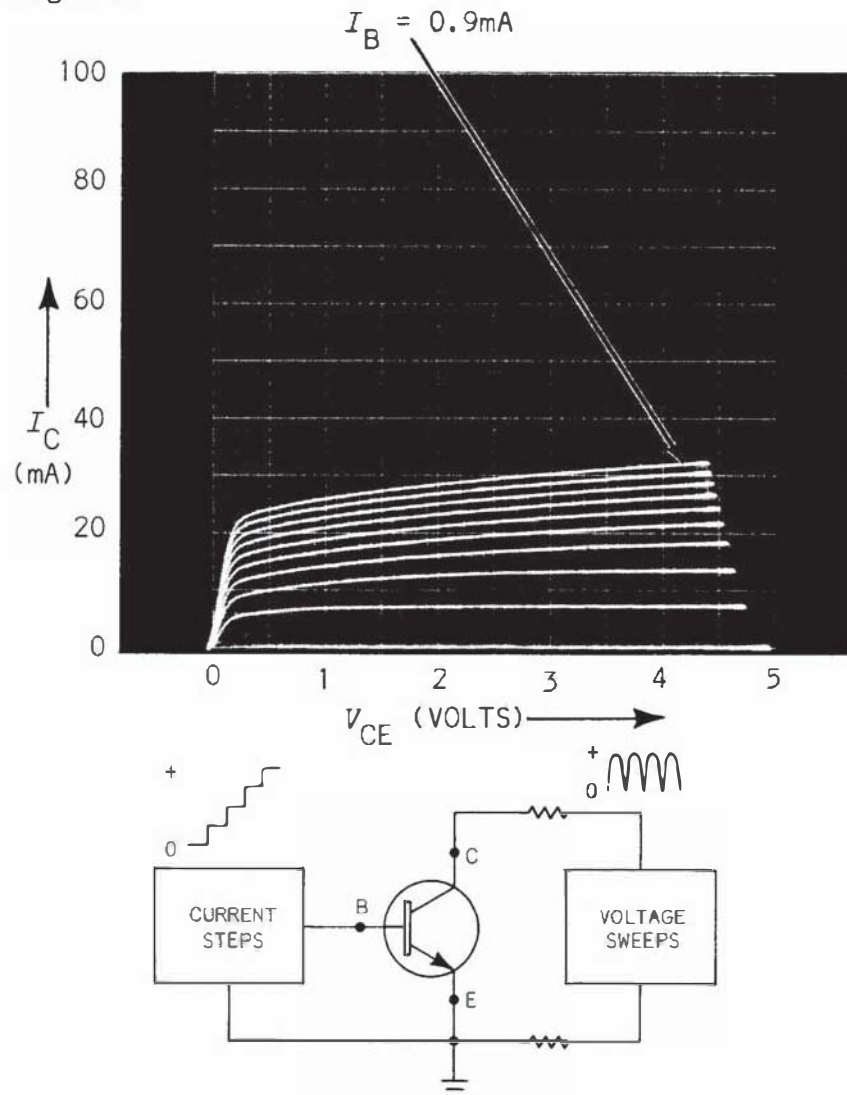 I_B = 0.9mA
100
80
60
40
20
0
I_C
(mA)
0 1 2 3 4 5
V_CE (VOLTS)
+
0
+
0
CURRENT
STEPS
B
C
E
VOLTAGE
SWEEPS